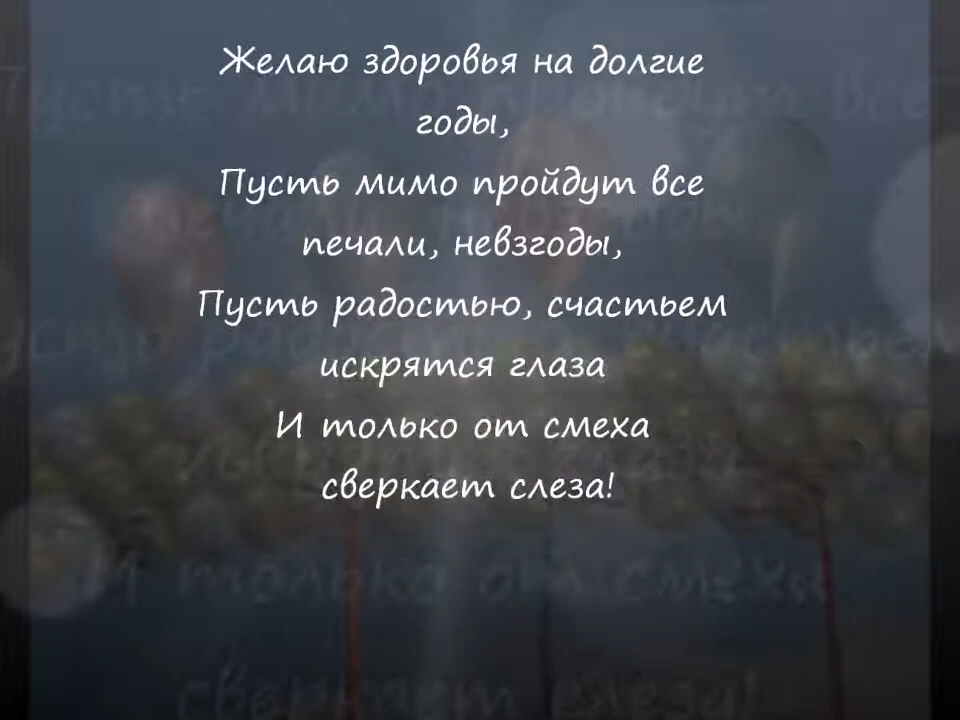 Желаю здоровья на долгие
годы,
Пусть мимо пройдут все
печали, невзгоды,
Пусть радостью, счастьем
искрятся глаза
И только от смеха
сверкает слеза!